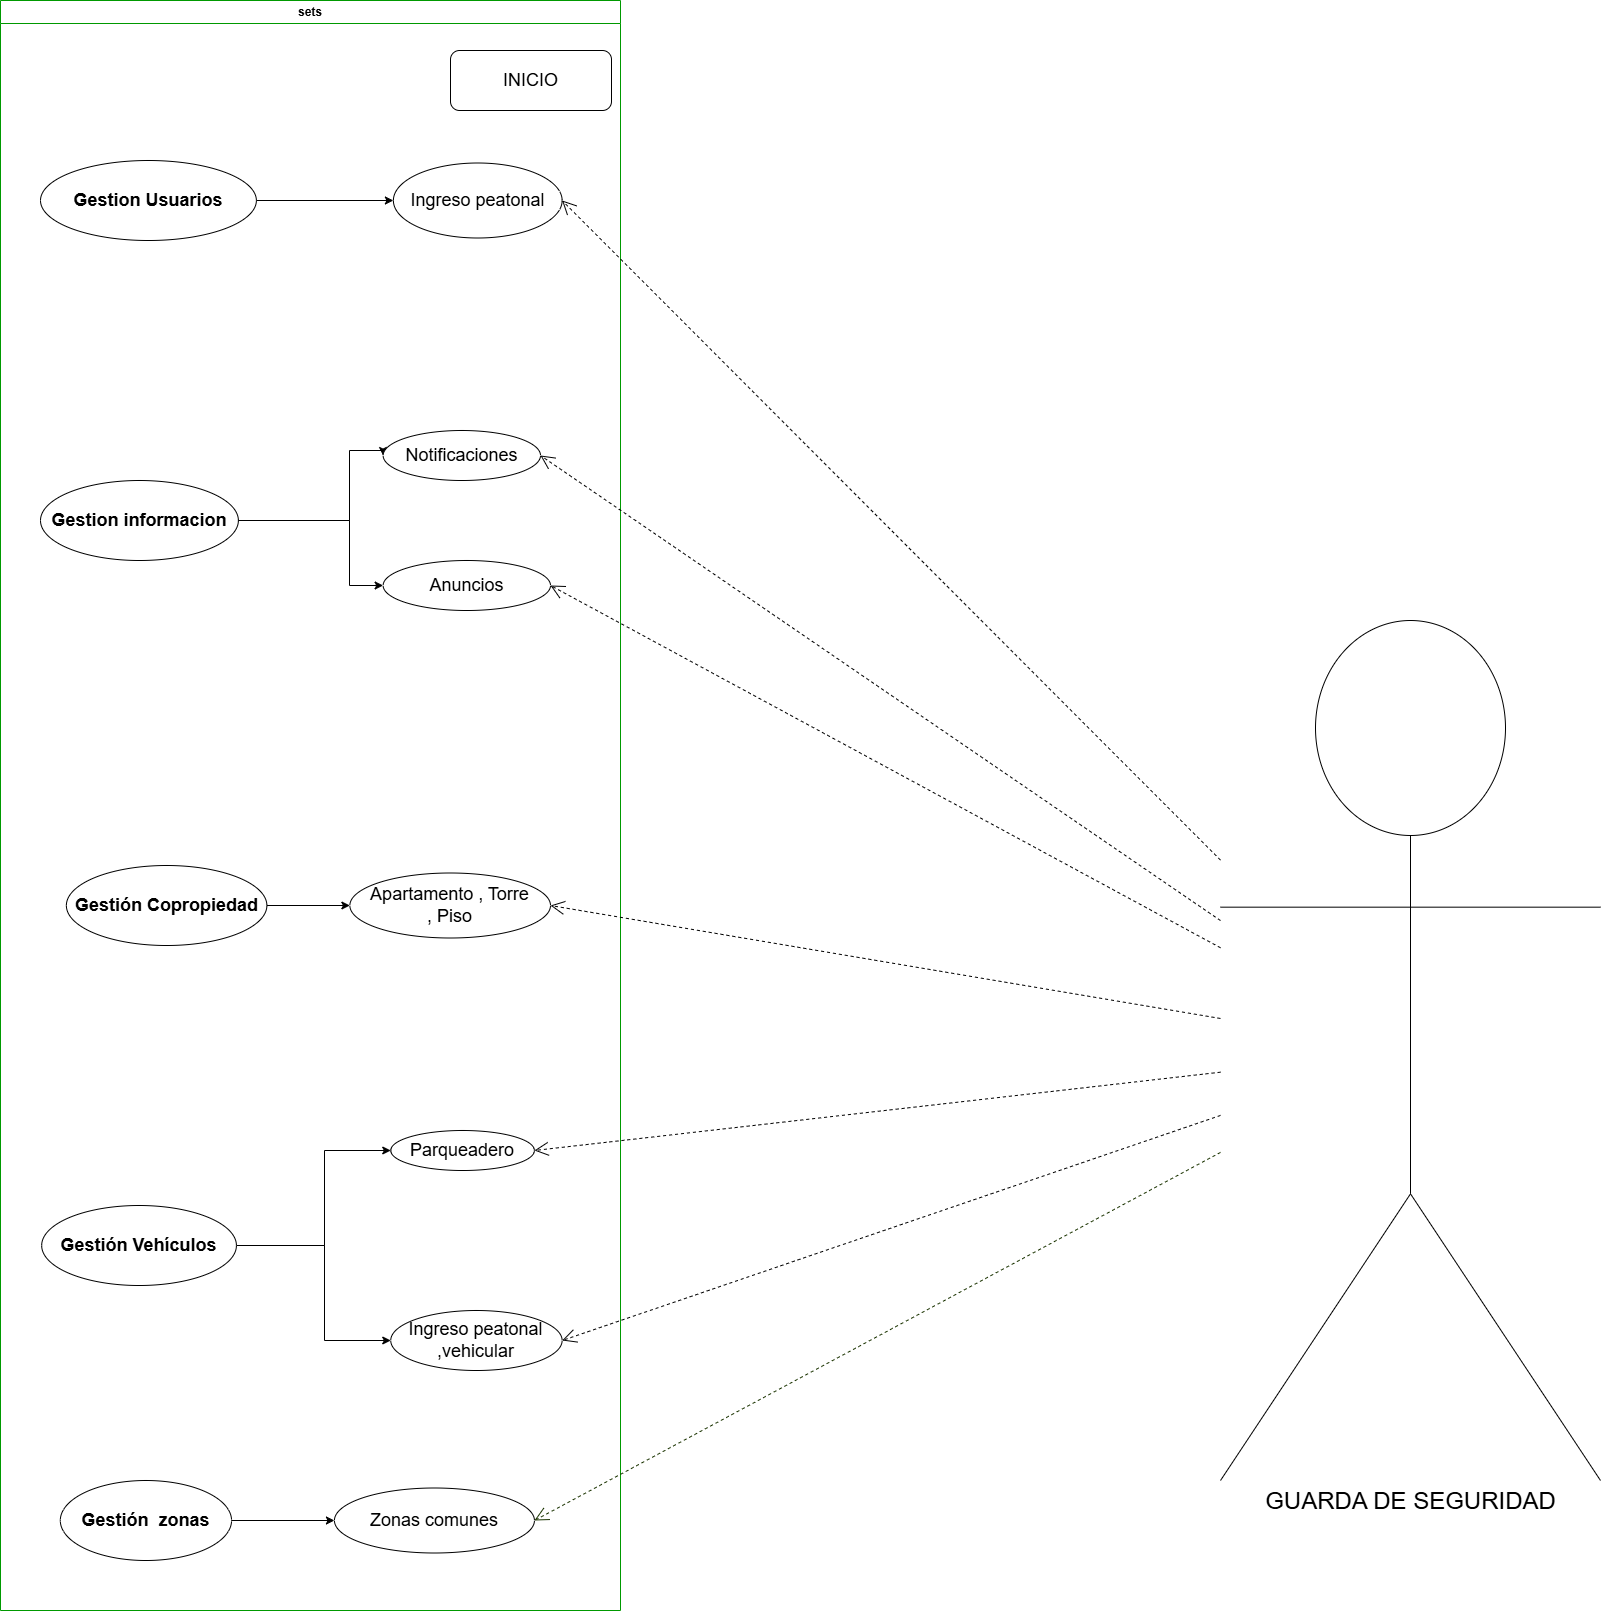 sets
INICIO
Gestion Usuarios
Ingreso peatonal
Notificaciones
Gestion informacion
Anuncios
Gestión Copropiedad
Apartamento , Torre
, Piso
Parqueadero
Gestión Vehículos
Ingreso peatonal
,vehicular
Gestión  zonas
Zonas comunes
GUARDA DE SEGURIDAD